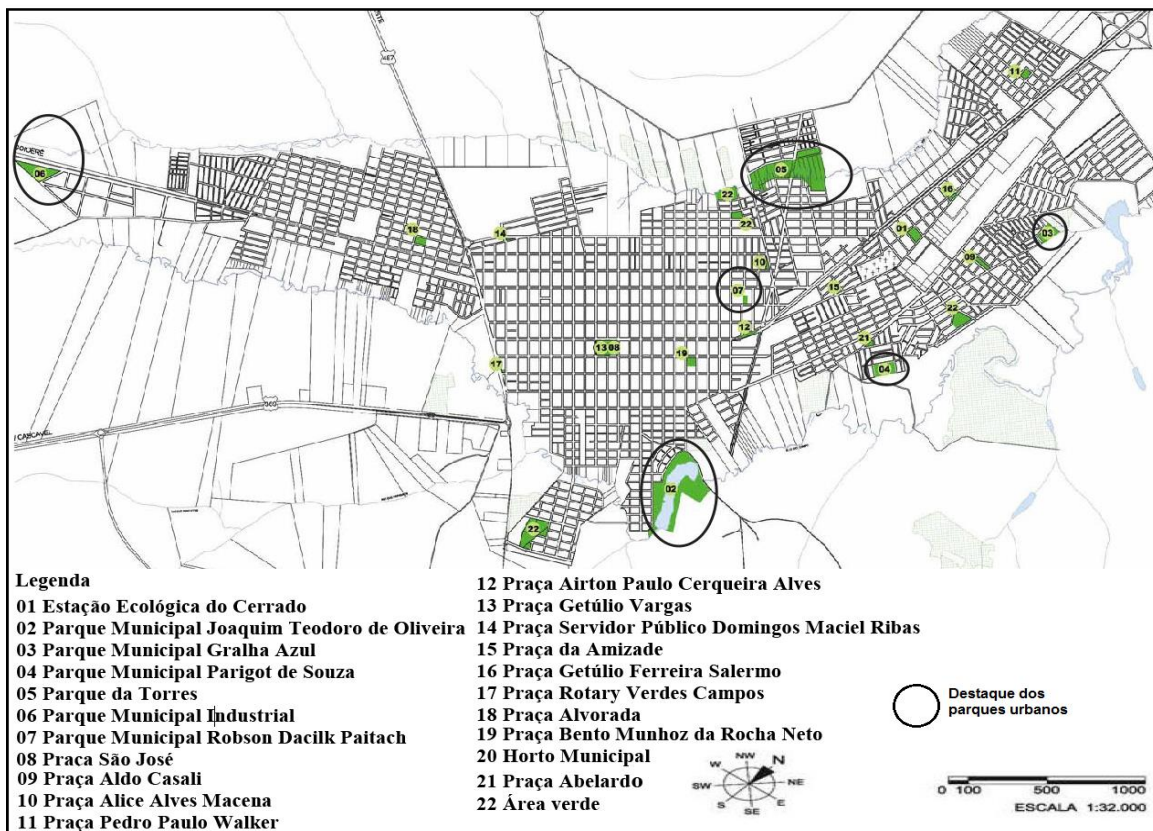 487
11
OIOERÊ
06
05
22
22
16
18
14
01
03
10
09
07
15
22
12
13 08
19
21
17
04
CASCAVEL
02
22
Legenda
01 Estação Ecológica do Cerrado
02 Parque Municipal Joaquim Teodoro de Oliveira
03 Parque Municipal Gralha Azul
04 Parque Municipal Parigot de Souza
05 Parque da Torres
06 Parque Municipal Industrial
07 Parque Municipal Robson Dacilk Paitach
08 Praca São José
09 Praça Aldo Casali
10 Praça Alice Alves Macena
11 Praça Pedro Paulo Walker
12 Praça Airton Paulo Cerqueira Alves
13 Praça Getúlio Vargas
14 Praça Servidor Público Domingos Maciel Ribas
15 Praça da Amizade
16 Praça Getúlio Ferreira Salermo
17 Praça Rotary Verdes Campos
18 Praça Alvorada
19 Praça Bento Munhoz da Rocha Neto
20 Horto Municipal
21 Praça Abelardo
22 Área verde
NW
N
W
NE
SW
E
S
SE
Destaque dos
parques urbanos
0 100 500 1000
ESCALA 1:32.000